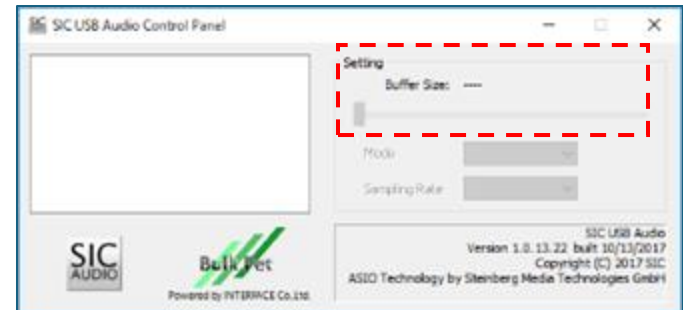 SIC USB Audio Control Panel
Setting
Buffer Size: ----
Mode
Sampling Rate
SIC
AUDIO
Bulk Pet
Powered by INTERFACE Co.,Ltd.
SIC USB Audio
Version 1.0.13.22 built 10/13/2017
Copyright (C) 2017 SIC
ASIO Technology by Steinberg Media Technologies GmbH